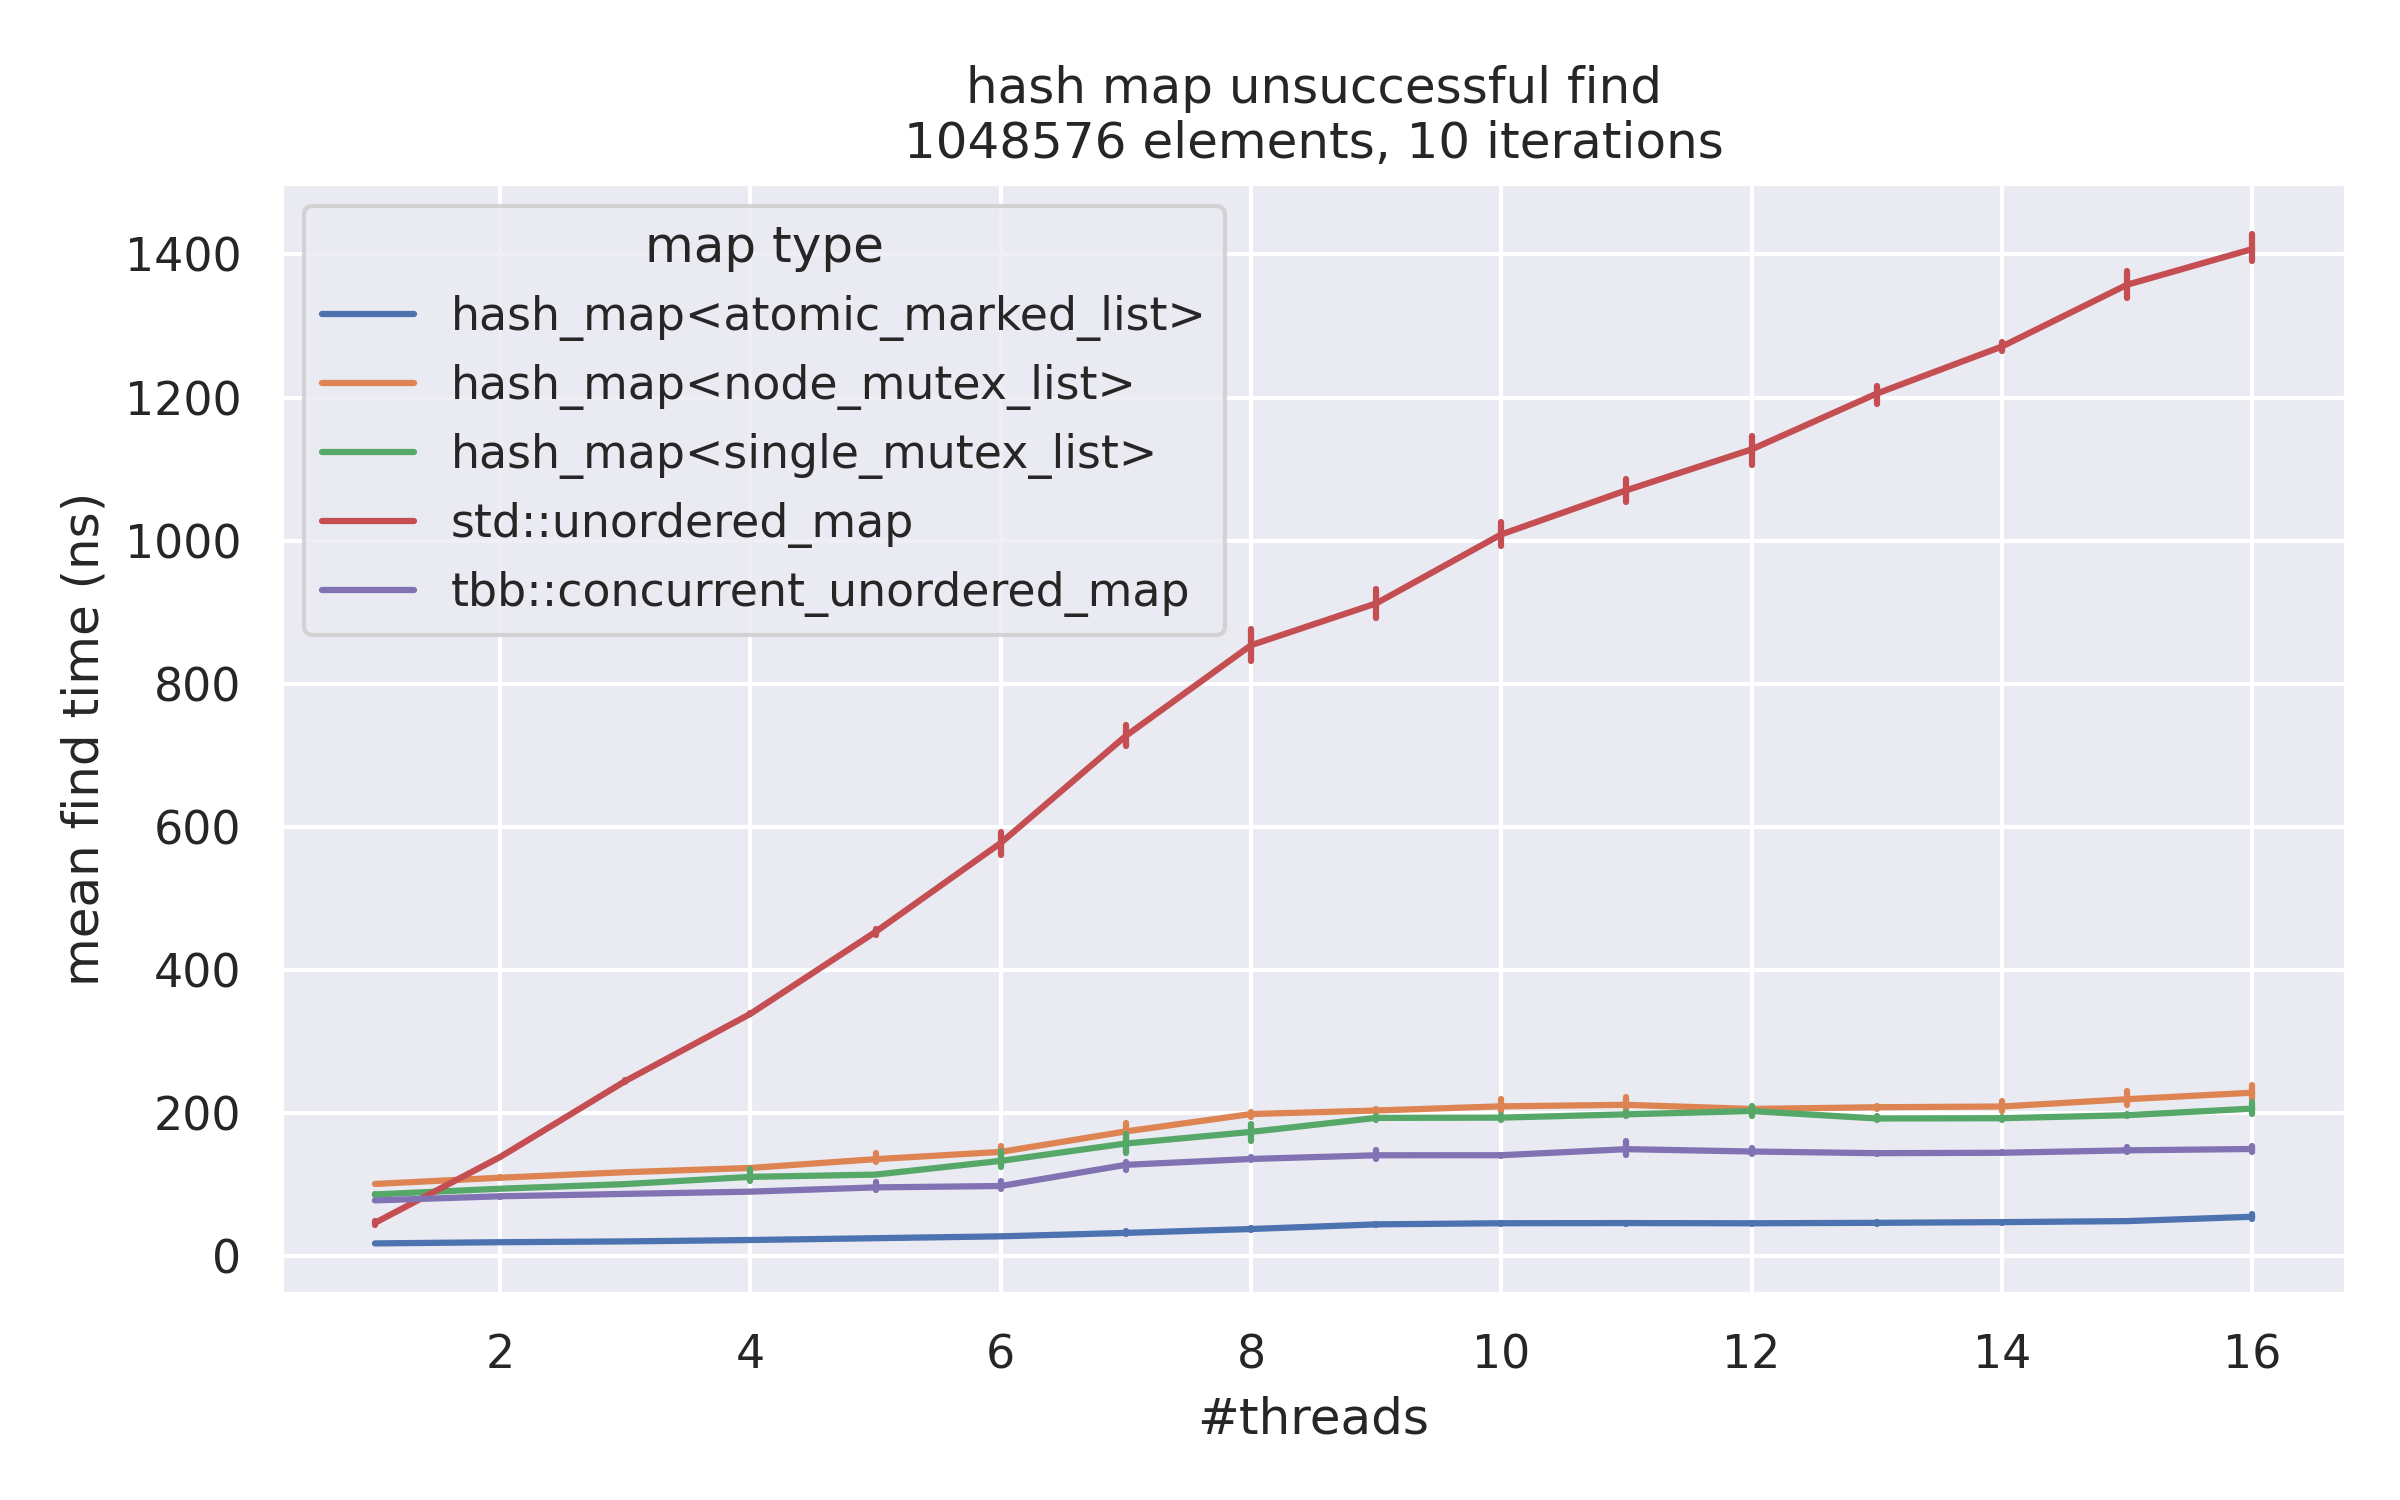 hash map unsuccessful find
1048576 elements, 10 iterations
map type
hash_map<atomic_marked_list>
hash_map<node_mutex_list>
hash_map<single_mutex_list>
std::unordered_map
tbb::concurrent_unordered_map
mean find time (ns)
1400
1200
1000
800
600
400
200
0
2 4 6 8 10 12 14 16
#threads